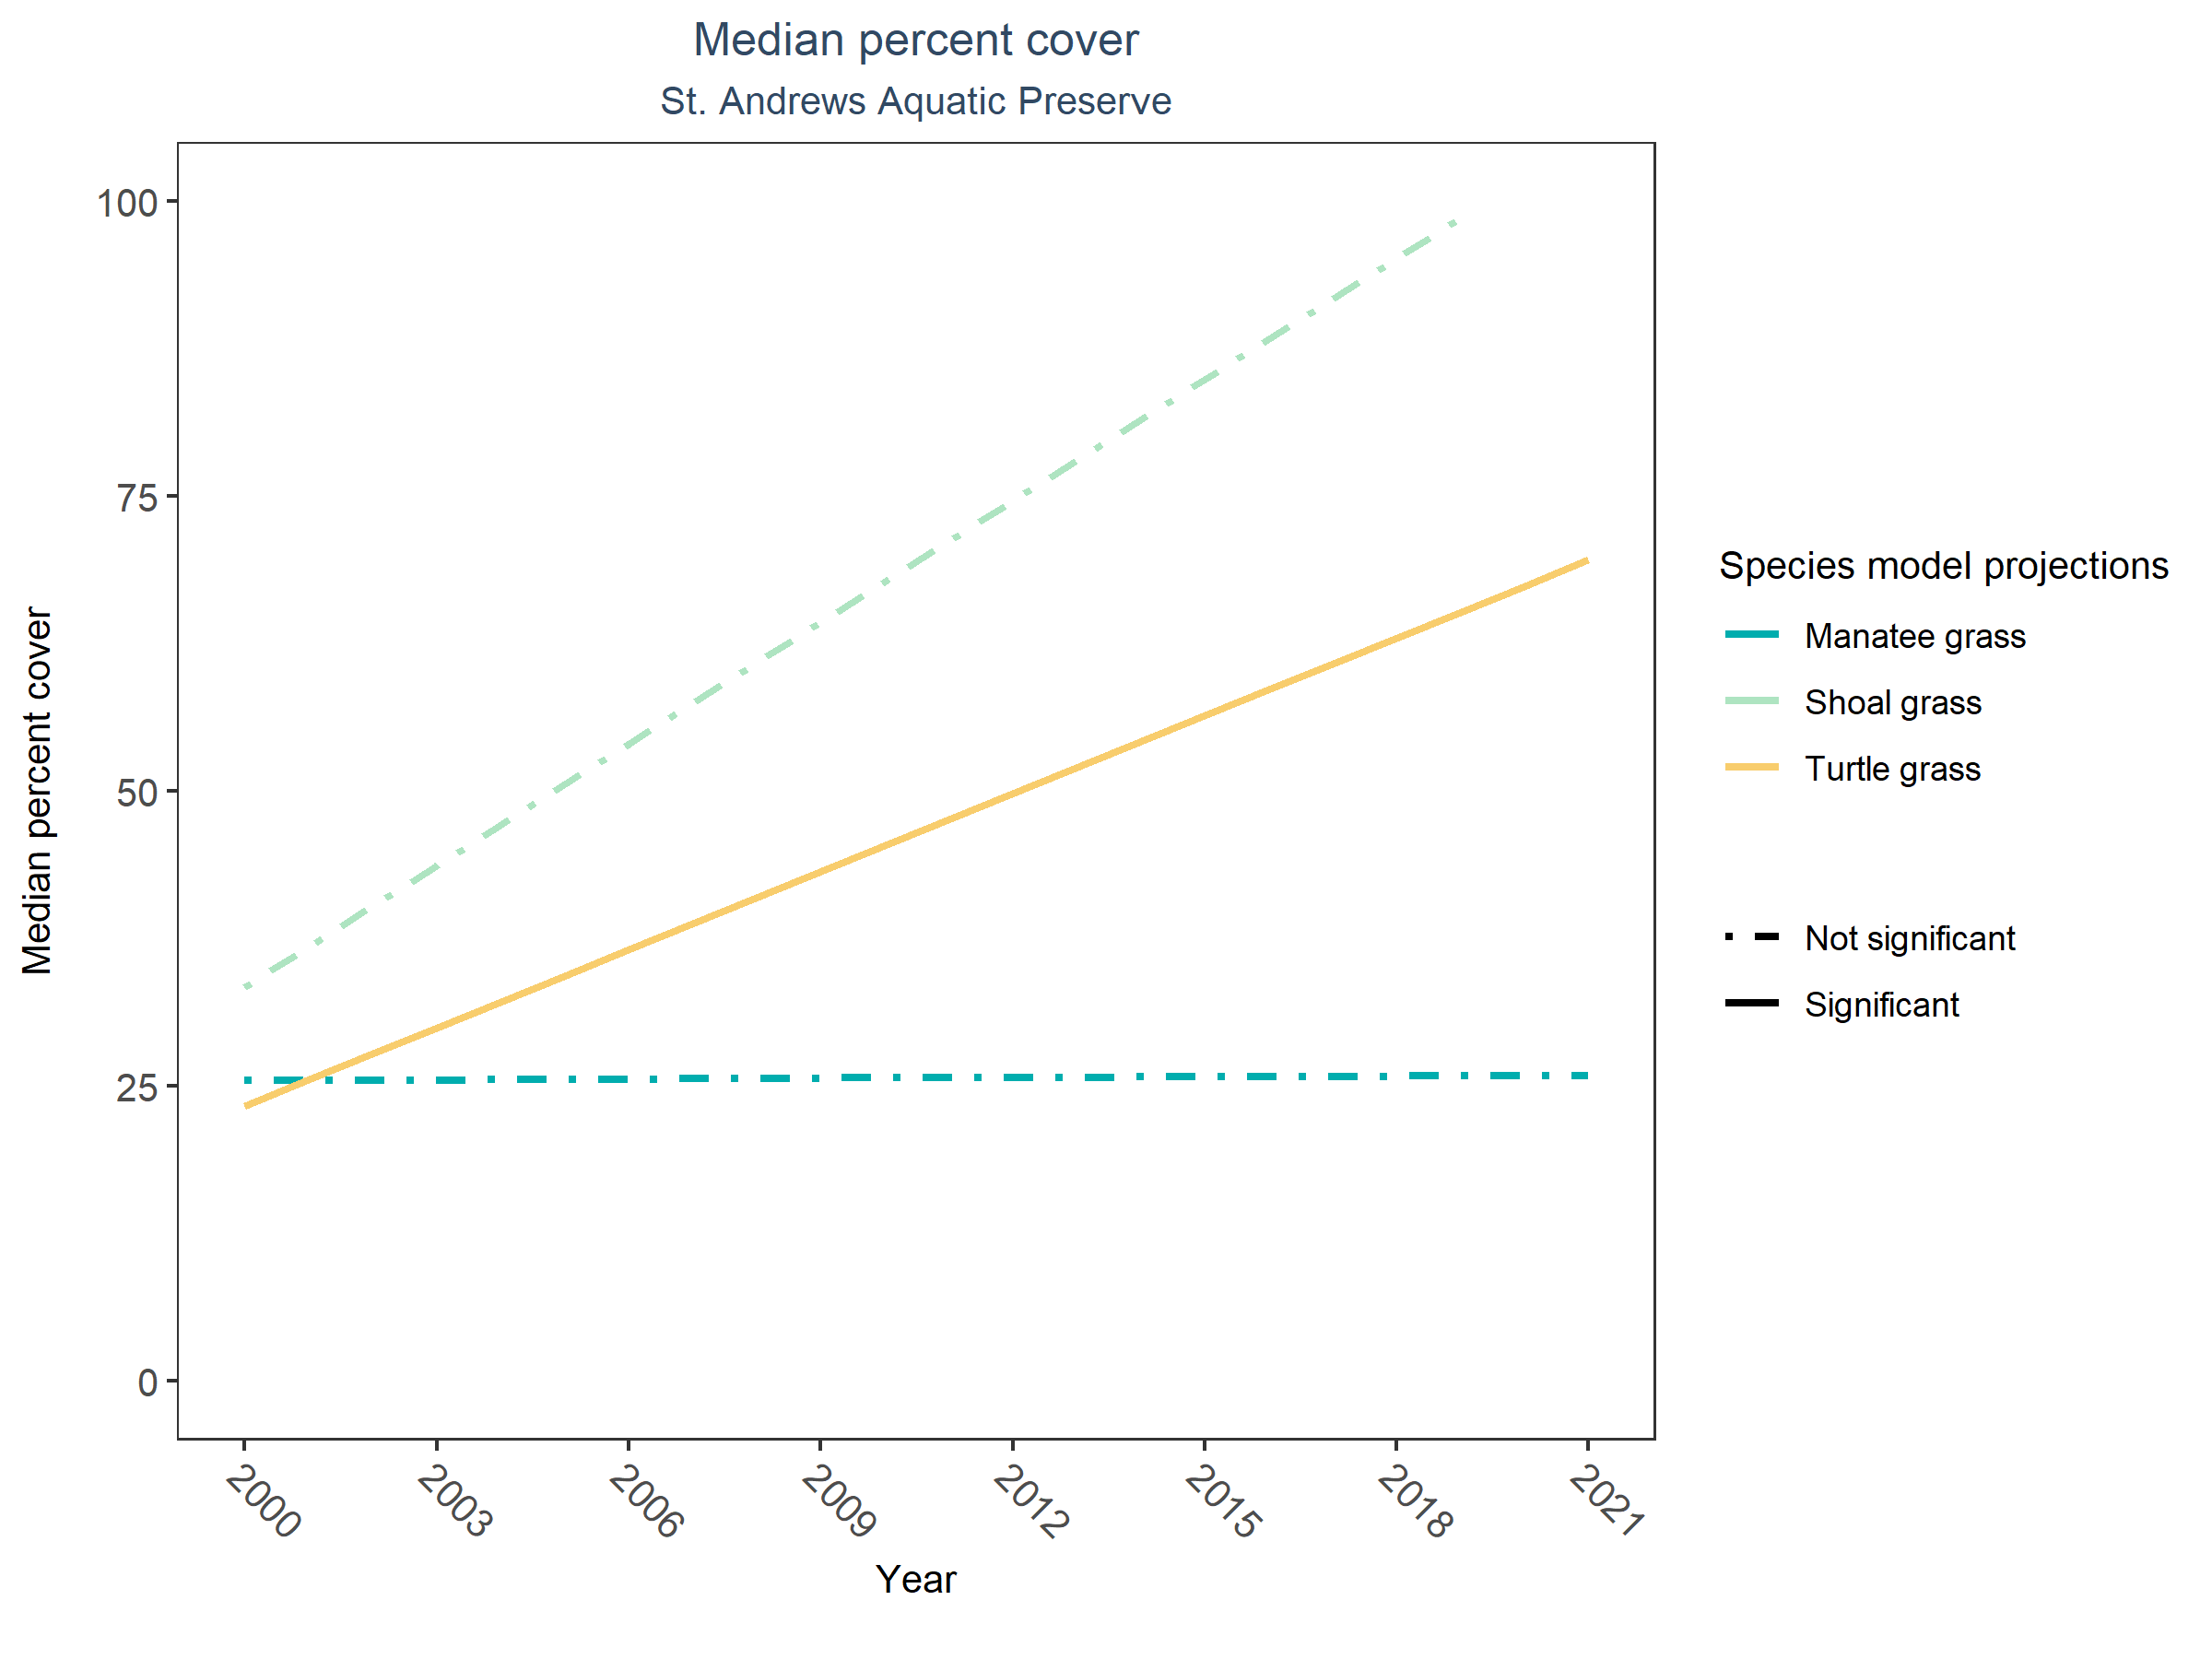 Median percent cover
St. Andrews Aquatic Preserve
Median percent cover
100
75
50
25
0
2000
2003
2006
2009
2012
2015
2018
2021
Year
Species model projections
Manatee grass
Shoal grass
Turtle grass
Not significant
Significant